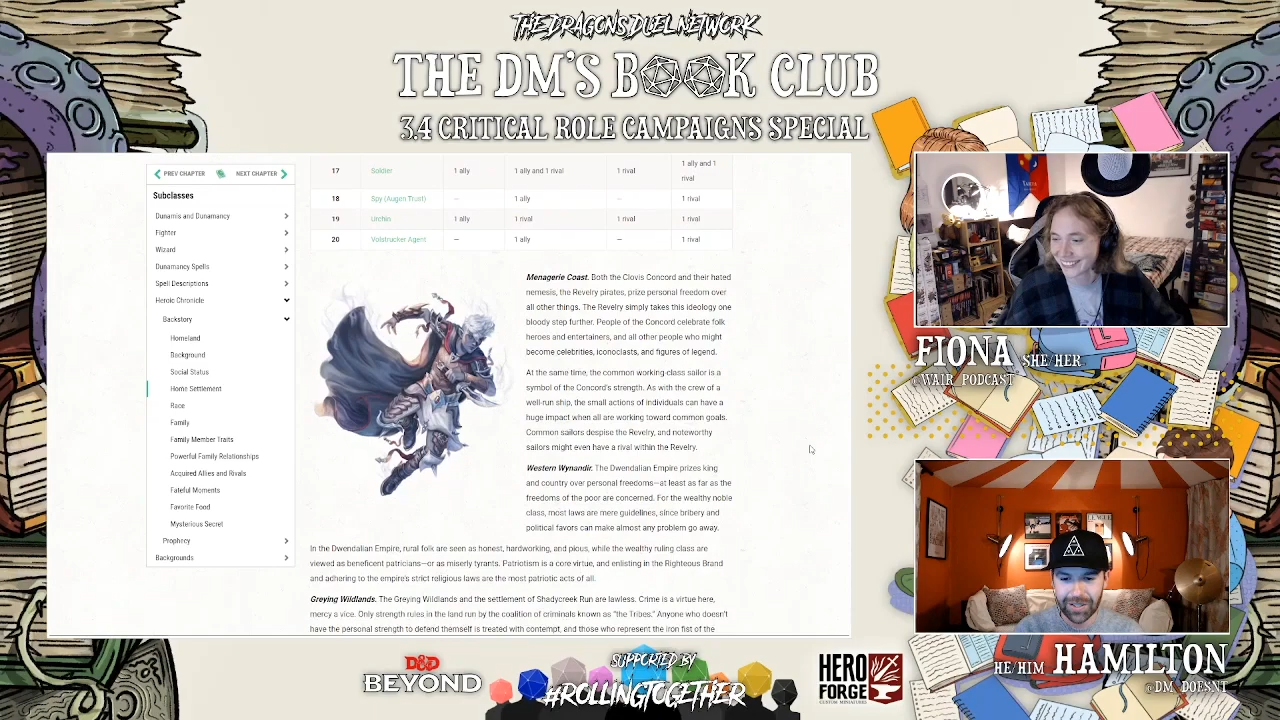 THE DRAGONS DUEL NETWORK
THE DM'S BOOK CLUB
3.4 CRITICAL ROLE CAMPAIGNS SPECIAL
PREV CHAPTER NEXT CHAPTER
Subclasses
Dunamis and Dunamancy
Fighter
Wizard
Dunamancy Spells
Spell Descriptions
Heroic Chronicle
Backstory
Homeland
Background
Social Status
Home Settlement
Race
Family
Family Member Traits
Powerful Family Relationships
Acquired Allies and Rivals
Fateful Moments
Favorite Food
Mysterious Secret
Prophecy
Backgrounds
17 Soldier 1 ally 1 ally and 1 rival 1 rival 1 ally and 1 rival
18 Spy (Augen Trust) — 1 ally — 1 rival
19 Urchin 1 ally 1 rival 1 rival 1 rival
20 Volstrucker Agent — 1 ally — 1 rival
Menagerie Coast. Both the Clovis Concord and their hated
nemesis, the Revelry pirates, prize personal freedom over
all other things. The Revelry simply takes this ideology one
bloody step further. People of the Concord celebrate folk
heroes and entertainers, and all other people who might
become celebrities, iconoclasts, and figures of legend.
At the same time, the common working-class sailor is a
symbol of the Concord's strength. As with the crew of a
well-run ship, the small actions of individuals can have a
huge impact when all are working toward common goals.
Common sailors despise the Revelry, and noteworthy
sailors might even have a rival within the Revelry.
Western Wynandir. The Dwendalian Empire prizes king
and country over personal freedoms—at least as far as the
freedoms of the poor are concerned. For the wealthy noble
class, most laws are mere guidelines, since bribery and
political favors can make almost any problem go away.
In the Dwendalian Empire, rural folk are seen as honest, hardworking, and pious, while the wealthy ruling class are
viewed as beneficent patricians—or as miserly tyrants. Patriotism is a core virtue, and enlisting in the Righteous Brand
and adhering to the empire's strict religious laws are the most patriotic acts of all.
Greying Wildlands. The Greying Wildlands and the settlement of Shadycreek Run are lawless. Crime is a virtue here,
mercy a vice. Only strength rules in the land run by the coalition of criminals known as "the Tribes." Anyone who doesn't
have the personal strength to defend themself is treated with contempt, and those who represent the iron fist of the
FIONA SHE/HER
@WAIR_PODCAST
HE/HIM HAMILTON
@DM_DOESNT
D&D
BEYOND
SUPPORTED BY
#ROLLINGTOGETHER
HERO
FORGE
CUSTOM MINIATURES